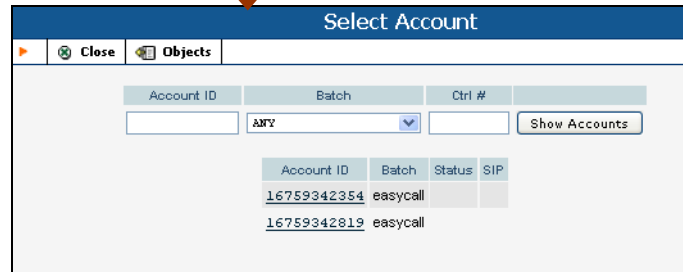 Select Account
Close Objects
Account ID Batch Ctrl #
ANY Show Accounts
Account ID Batch Status SIP
16759342354 easycall
16759342819 easycall